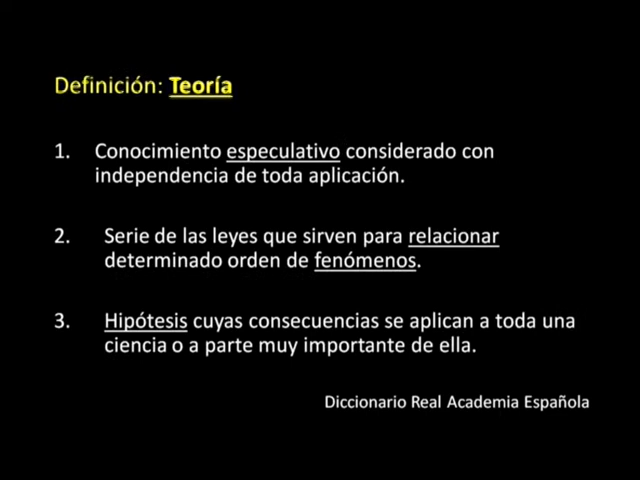 Definición: Teoría
1. Conocimiento especulativo considerado con
independencia de toda aplicación.
2. Serie de las leyes que sirven para relacionar
determinado orden de fenómenos.
3. Hipótesis cuyas consecuencias se aplican a toda una
ciencia o a parte muy importante de ella.
Diccionario Real Academia Española